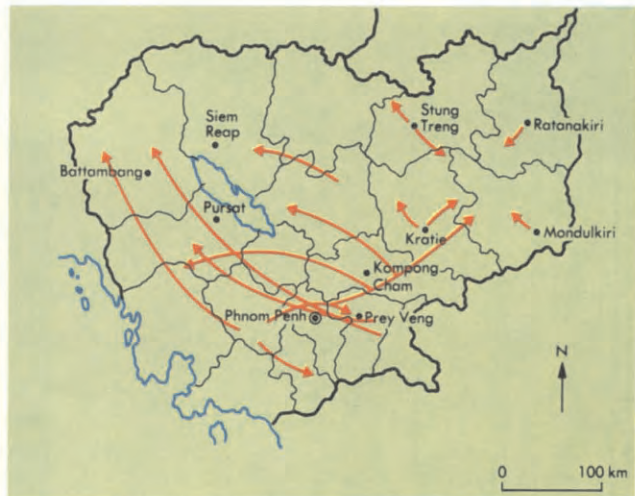 Siem
Reap
Stung
Treng
Ratanakiri
Battambang
Pursat
Kratie
Mondulkiri
Kompong
Cham
Phnom Penh
Prey Veng
N
0 100 km